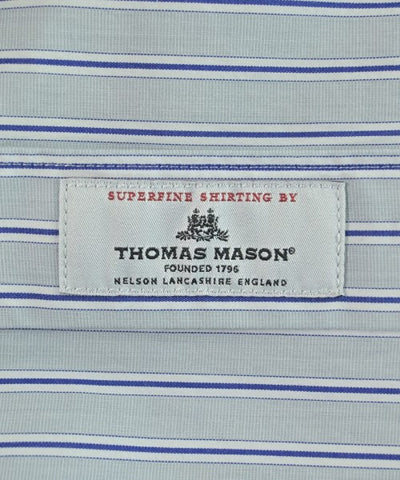 SUPERFINE SHIRTING BY
THOMAS MASON®
FOUNDED 1796
NELSON LANCASHIRE ENGLAND